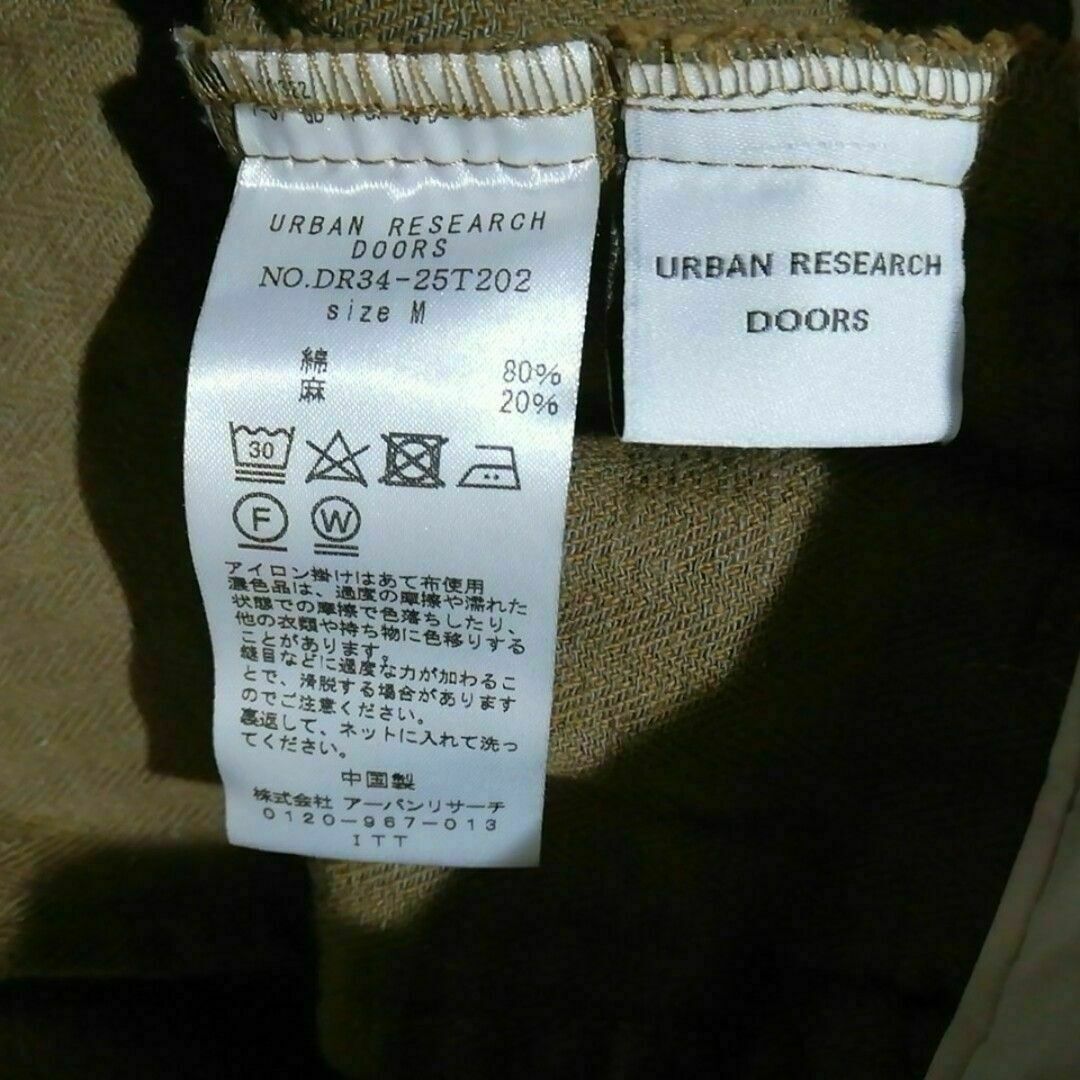 URBAN RESEARCH
DOORS
NO.DR34-25T202
size M
綿 80%
麻 20%
30
F W
アイロン掛けはあて布使用
濃色品は、過度の摩擦や濡れた
状態での摩擦で色落ちしたり、
他の衣類や持ち物に色移りする
ことがあります。
縫目などに過度な力が加わるこ
とで、滑脱する場合があります
のでご注意ください。
裏返して、ネットに入れて洗っ
てください。
中国製
株式会社 アーバンリサーチ
0120-967-013
ITT
URBAN RESEARCH
DOORS